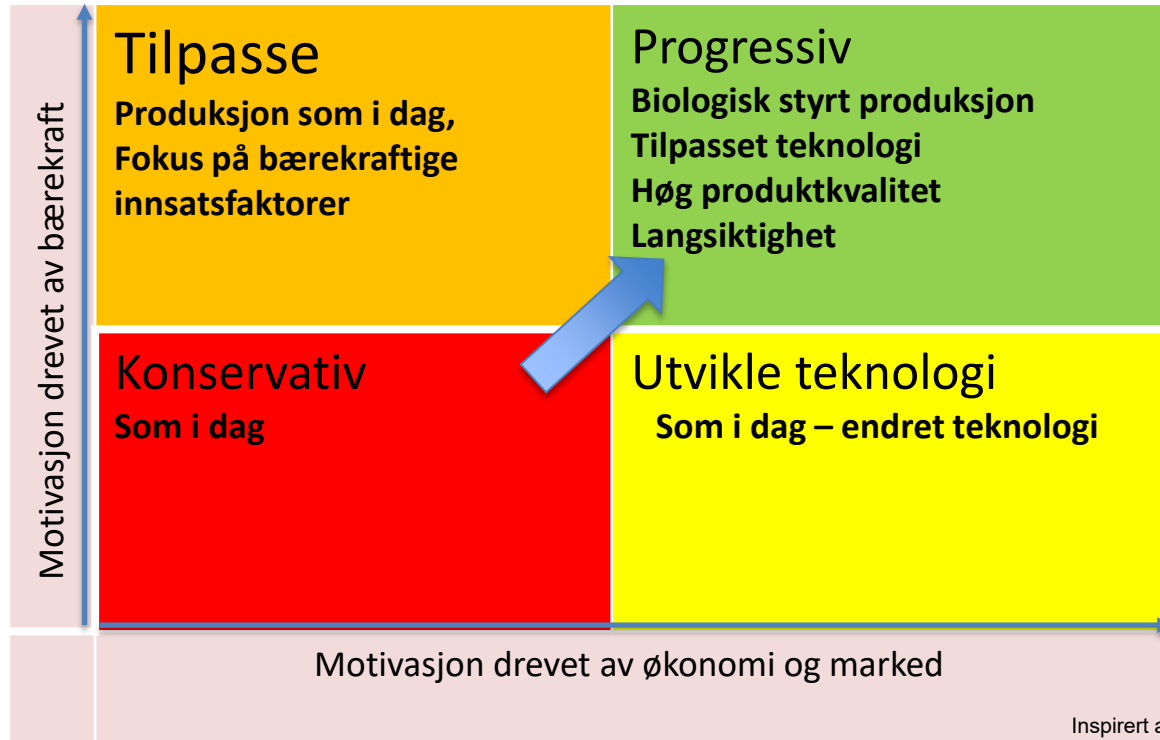 Motivasjon drevet av bærekraft
Tilpasse
Produksjon som i dag,
Fokus på bærekraftige
innsatsfaktorer
Progressiv
Biologisk styrt produksjon
Tilpasset teknologi
Høg produktkvalitet
Langsiktighet
Konservativ
Som i dag
Utvikle teknologi
Som i dag – endret teknologi
Motivasjon drevet av økonomi og marked
Inspirert